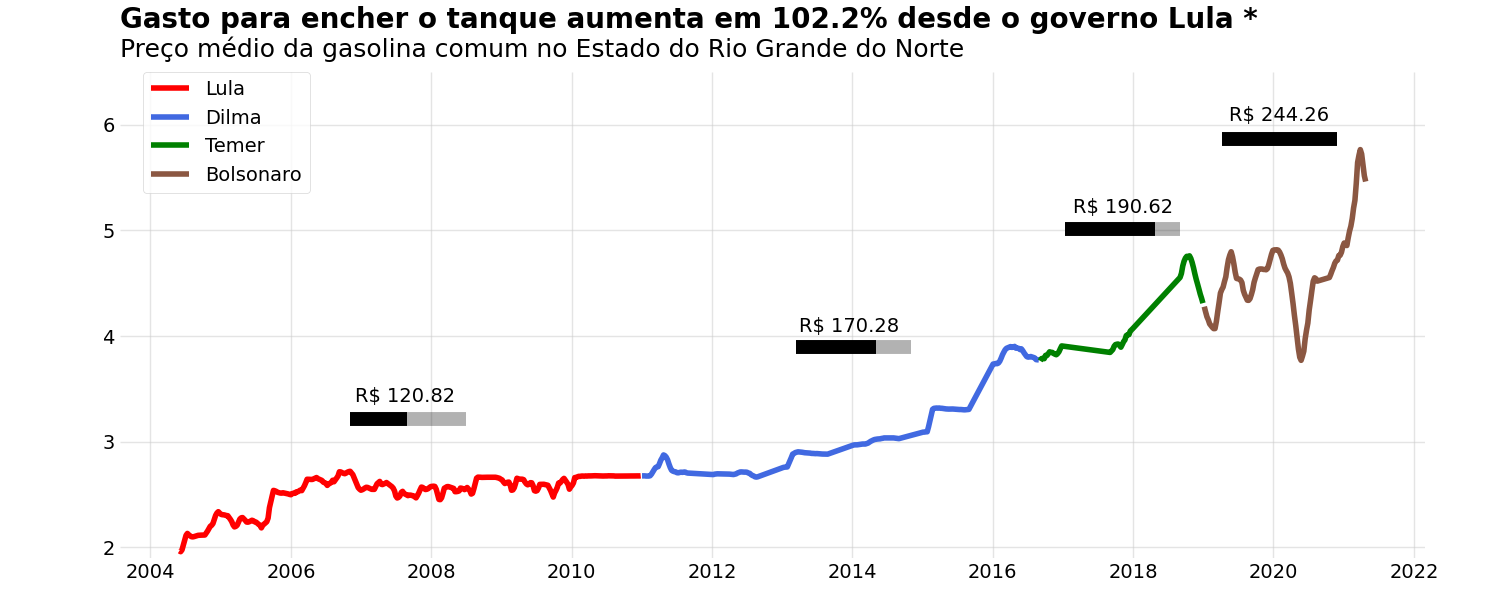 Gasto para encher o tanque aumenta em 102.2% desde o governo Lula *
Preço médio da gasolina comum no Estado do Rio Grande do Norte
Lula
Dilma
Temer
Bolsonaro
R$ 244.26
R$ 190.62
R$ 170.28
R$ 120.82
6
5
4
3
2
2004 2006 2008 2010 2012 2014 2016 2018 2020 2022